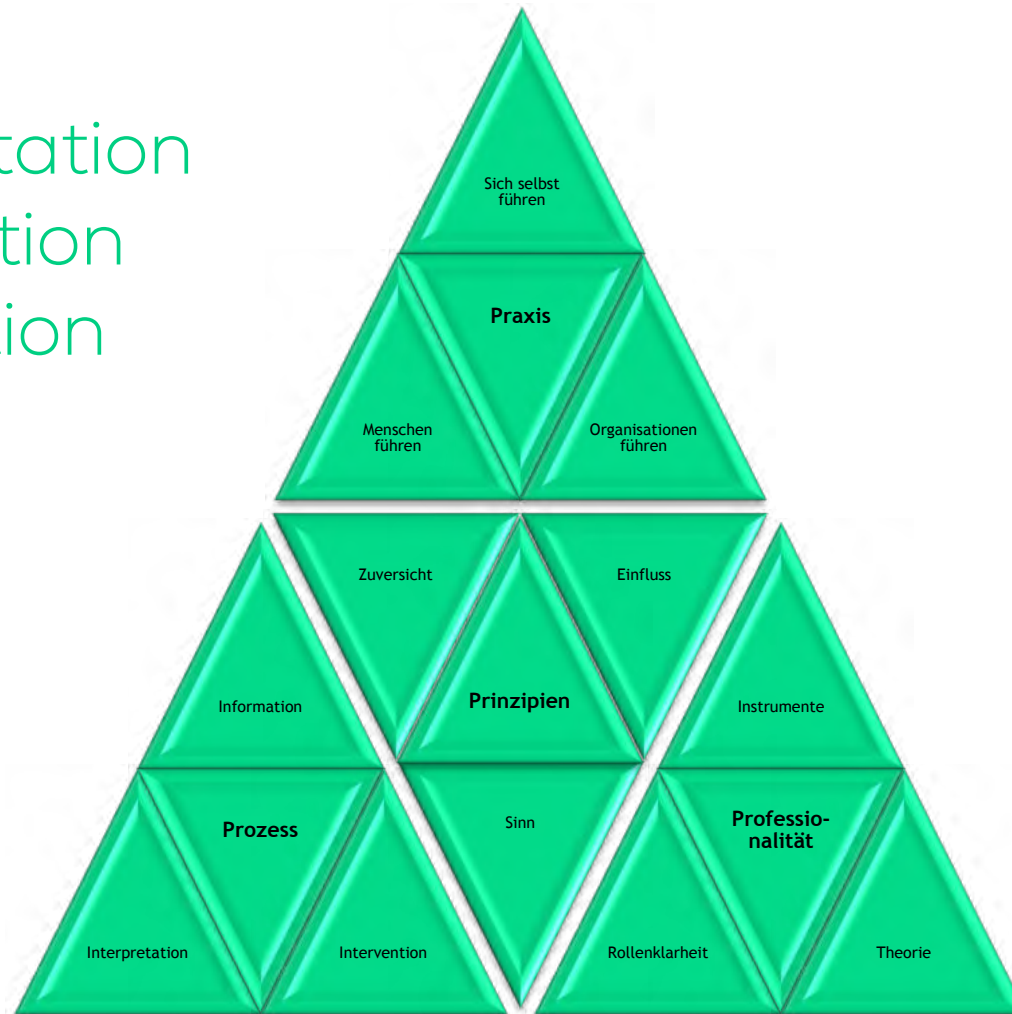 tation
tion
tion
Sich selbst
führen
Praxis
Menschen
führen
Organisationen
führen
Zuversicht
Einfluss
Prinzipien
Information
Instrumente
Sinn
Prozess
Professio-
nalität
Interpretation
Intervention
Rollenklarheit
Theorie